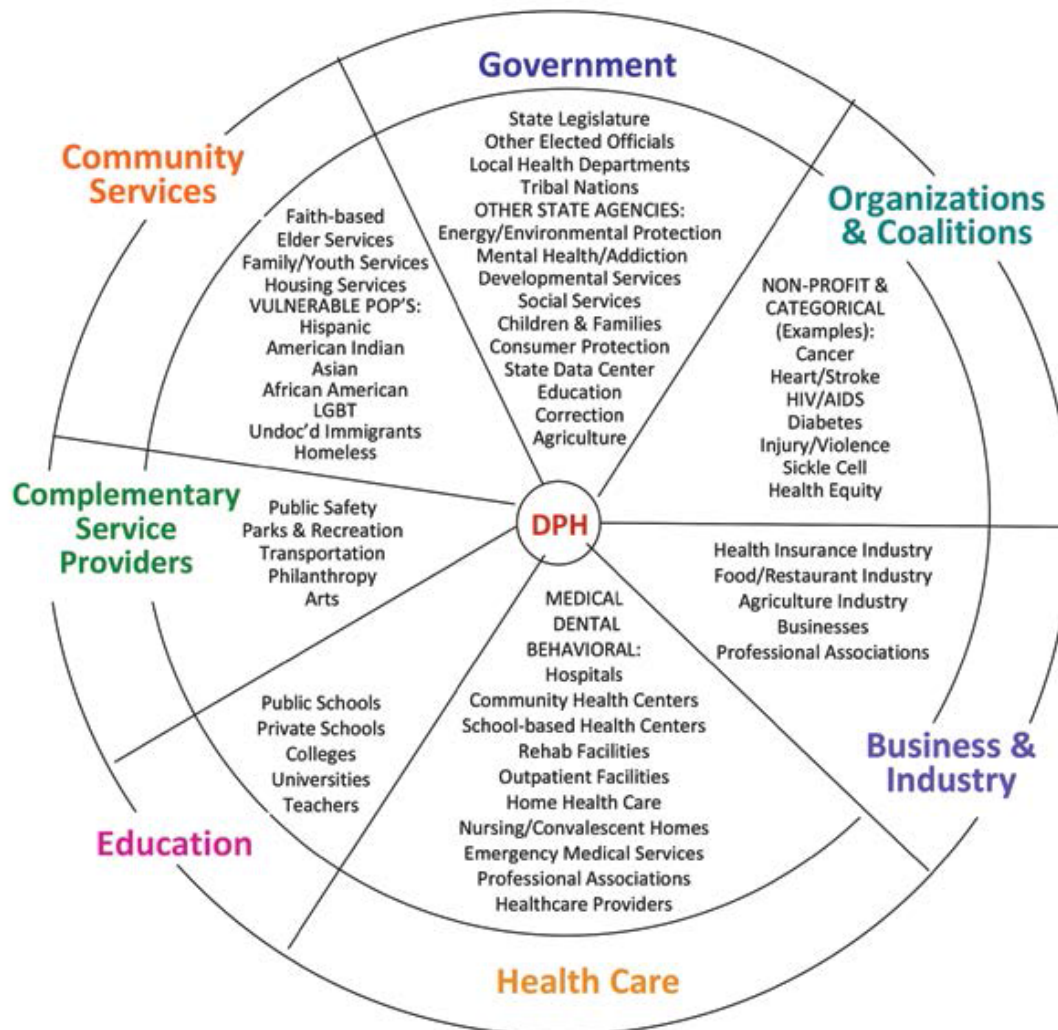 Government
State Legislature
Other Elected Officials
Local Health Departments
Tribal Nations
OTHER STATE AGENCIES:
Energy/Environmental Protection
Mental Health/Addiction
Developmental Services
Social Services
Children & Families
Consumer Protection
State Data Center
Education
Correction
Agriculture
Organizations
& Coalitions
NON-PROFIT &
CATEGORICAL
(Examples):
Cancer
Heart/Stroke
HIV/AIDS
Diabetes
Injury/Violence
Sickle Cell
Health Equity
Business &
Industry
Health Insurance Industry
Food/Restaurant Industry
Agriculture Industry
Businesses
Professional Associations
Health Care
MEDICAL
DENTAL
BEHAVIORAL:
Hospitals
Community Health Centers
School-based Health Centers
Rehab Facilities
Outpatient Facilities
Home Health Care
Nursing/Convalescent Homes
Emergency Medical Services
Professional Associations
Healthcare Providers
Education
Public Schools
Private Schools
Colleges
Universities
Teachers
Complementary
Service
Providers
Public Safety
Parks & Recreation
Transportation
Philanthropy
Arts
Community
Services
Faith-based
Elder Services
Family/Youth Services
Housing Services
VULNERABLE POP'S:
Hispanic
American Indian
Asian
African American
LGBT
Undoc'd Immigrants
Homeless
DPH